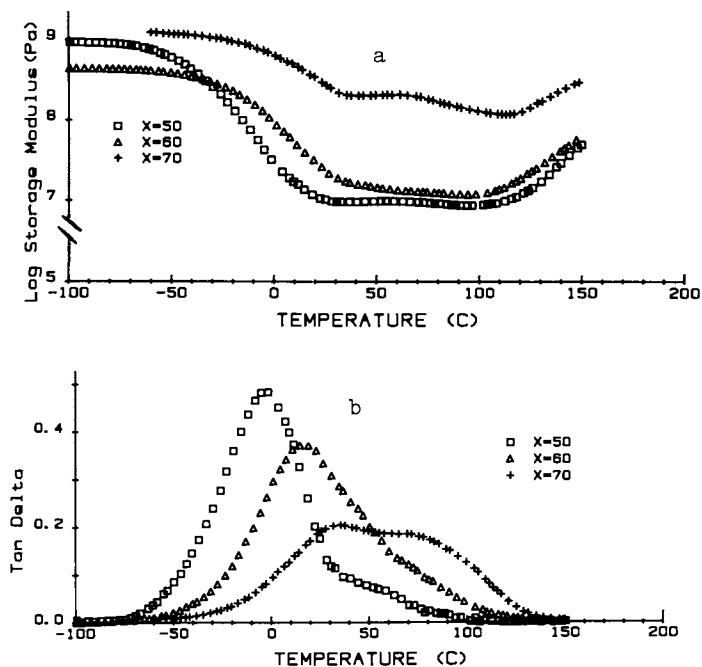 Log Storage Modulus (Pa)
9
8
7
5
a
X=50
X=60
X=70
-100 -50 0 50 100 150 200
TEMPERATURE (C)
Tan Delta
0.4
0.2
0.0
b
X=50
X=60
X=70
-100 -50 0 50 100 150 200
TEMPERATURE (C)